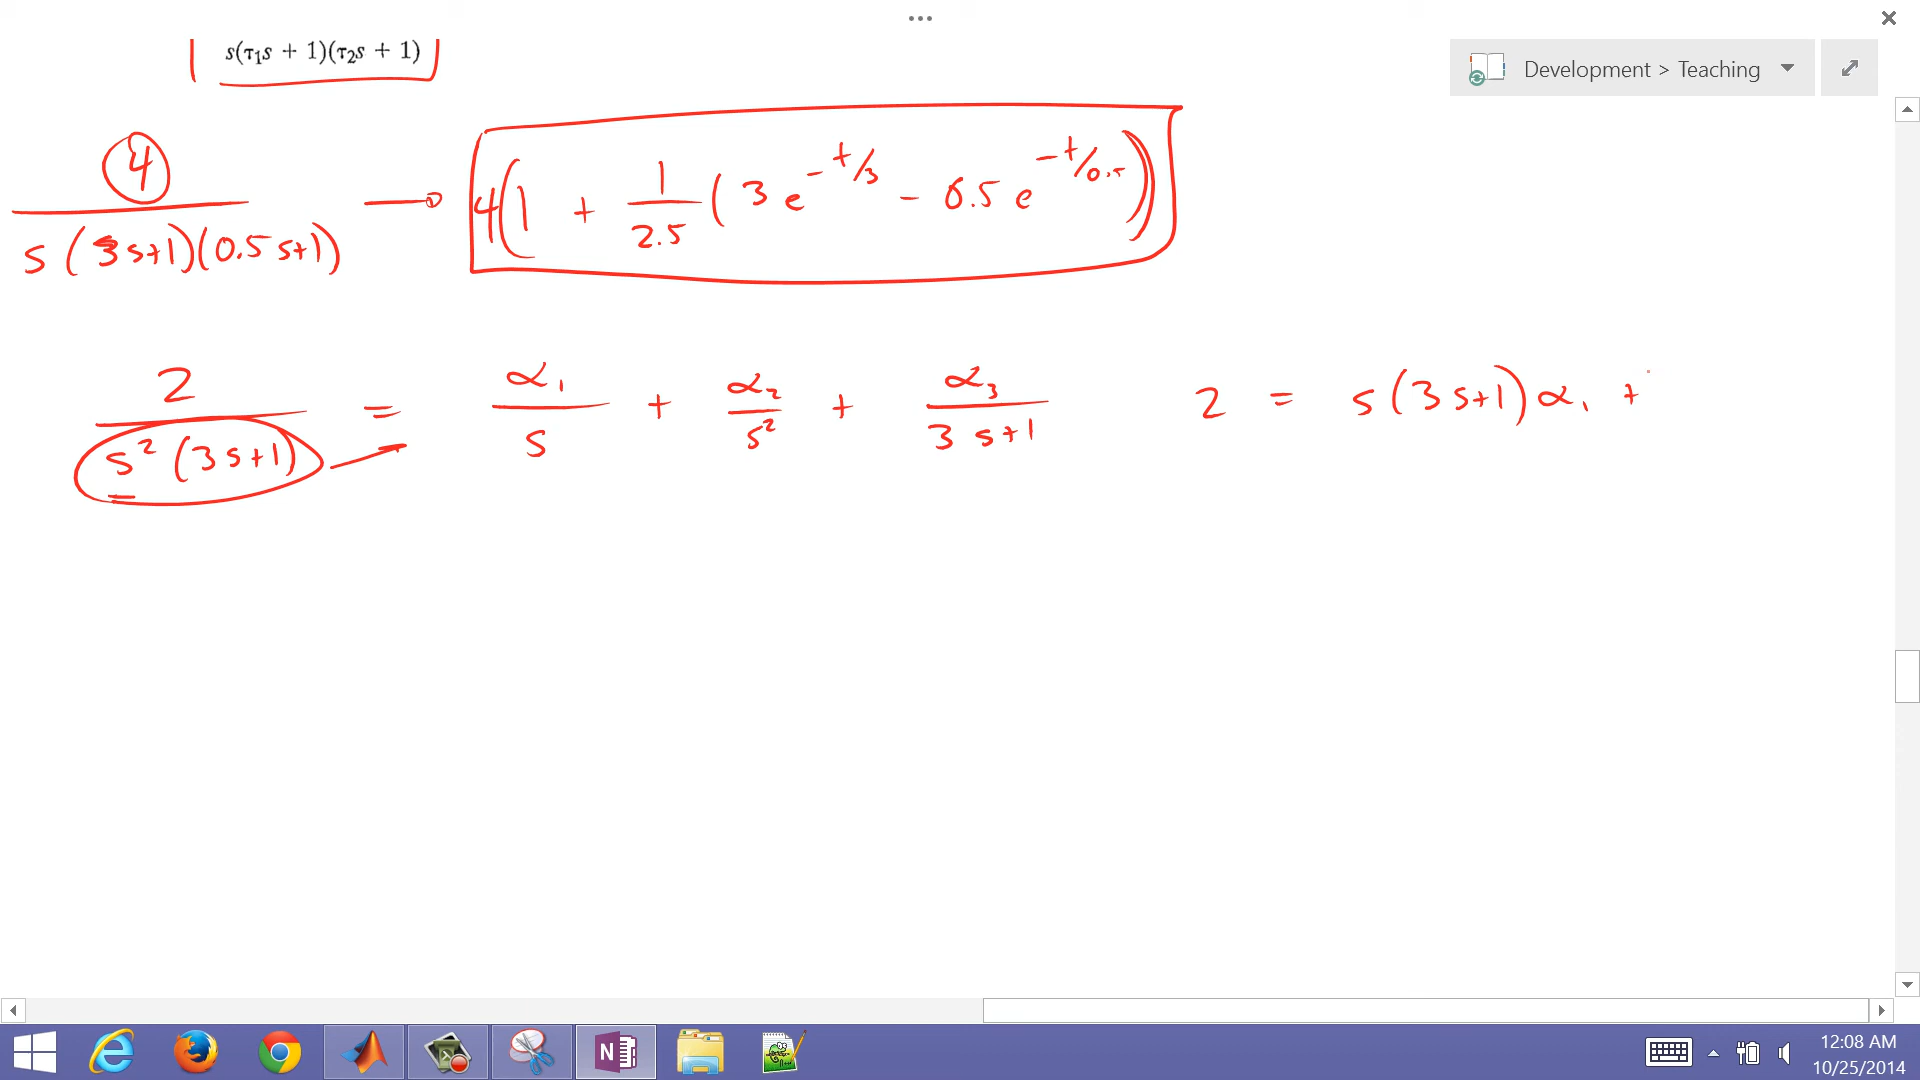 s(τ₁s + 1)(τ₂s + 1)
Development > Teaching
4 / s(3s+1)(0.5s+1) → 4(1 + 1/2.5 (3e^(-t/3) - 0.5e^(-t/0.5)))
2 / s²(3s+1) = α₁/s + α₂/s² + α₃/3s+1    2 = s(3s+1)α₁ +
12:08 AM
10/25/2014